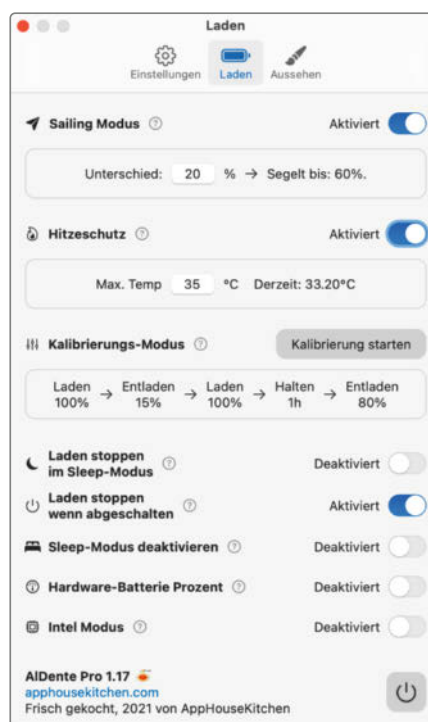 Laden
Einstellungen Laden Aussehen
Sailing Modus ? Aktiviert
Unterschied: 20 % → Segelt bis: 60%.
Hitzeschutz ? Aktiviert
Max. Temp 35 °C Derzeit: 33.20°C
Kalibrierungs-Modus ? Kalibrierung starten
Laden → Entladen → Laden → Halten → Entladen
100% 15% 100% 1h 80%
Laden stoppen
im Sleep-Modus ? Deaktiviert
Laden stoppen
wenn abgeschalten ? Aktiviert
Sleep-Modus deaktivieren ? Deaktiviert
Hardware-Batterie Prozent ? Deaktiviert
Intel Modus ? Deaktiviert
AlDente Pro 1.17
apphousekitchen.com
Frisch gekocht, 2021 von AppHouseKitchen